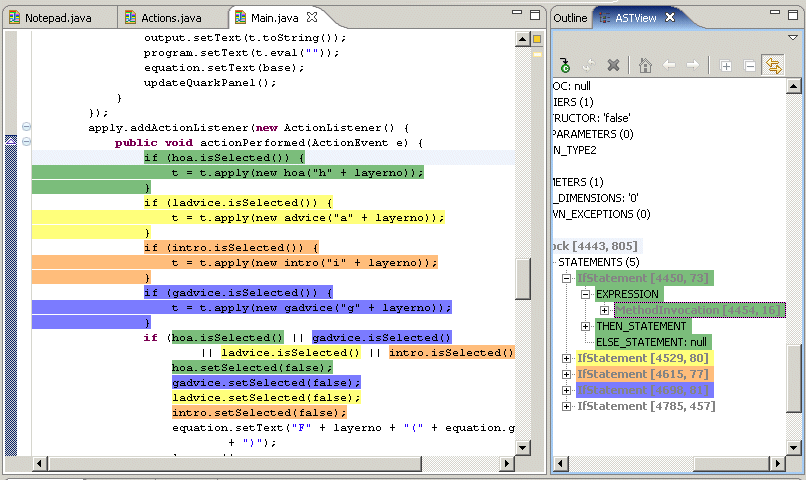 Notepad.java
Actions.java
Main.java
output.setText(t.toString());
program.setText(t.eval(""));
equation.setText(base);
updateQuarkPanel();
}
});
apply.addActionListener(new ActionListener() {
public void actionPerformed(ActionEvent e) {
if (hoa.isSelected()) {
t = t.apply(new hoa("h" + layerno));
}
if (ladvice.isSelected()) {
t = t.apply(new advice("a" + layerno));
}
if (intro.isSelected()) {
t = t.apply(new intro("i" + layerno));
}
if (gadvice.isSelected()) {
t = t.apply(new gadvice("g" + layerno));
}
if (hoa.isSelected() || gadvice.isSelected()
|| ladvice.isSelected() || intro.isSelected()
hoa.setSelected(false);
gadvice.setSelected(false);
ladvice.setSelected(false);
intro.setSelected(false);
equation.setText("F" + layerno + "(" + equation.g
+ ")");
Outline
ASTView
OC: null
IERS (1)
TRUCTOR: 'false'
PARAMETERS (0)
N_TYPE2
METERS (1)
_DIMENSIONS: '0'
WN_EXCEPTIONS (0)
ock [4443, 805]
STATEMENTS (5)
IfStatement [4450, 73]
EXPRESSION
MethodInvocation [4454, 16]
THEN_STATEMENT
ELSE_STATEMENT: null
IfStatement [4529, 80]
IfStatement [4615, 77]
IfStatement
IfStatement [4785, 457]